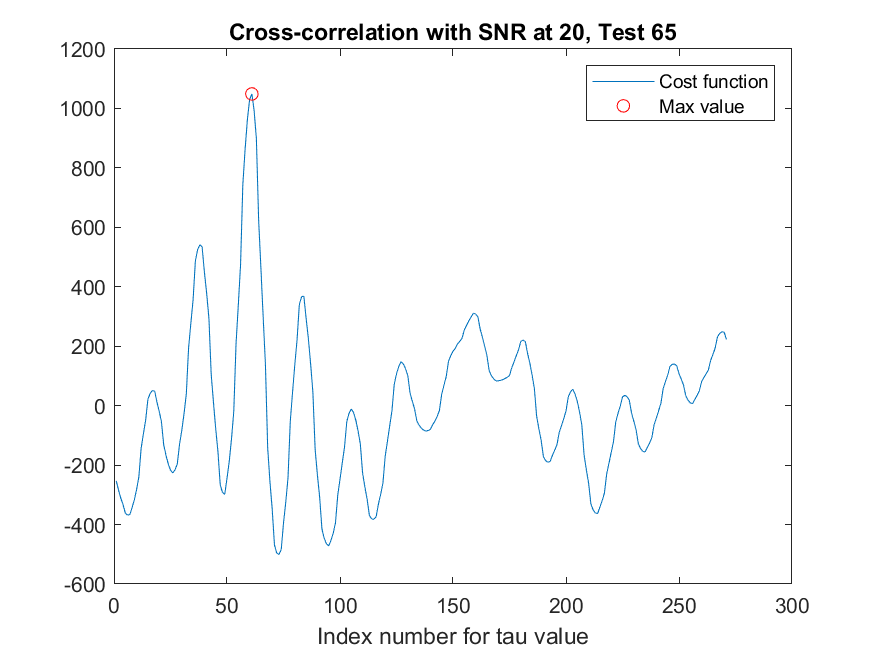 Cross-correlation with SNR at 20, Test 65
1200
1000
800
600
400
200
0
-200
-400
-600
0 50 100 150 200 250 300
Index number for tau value
Cost function
Max value